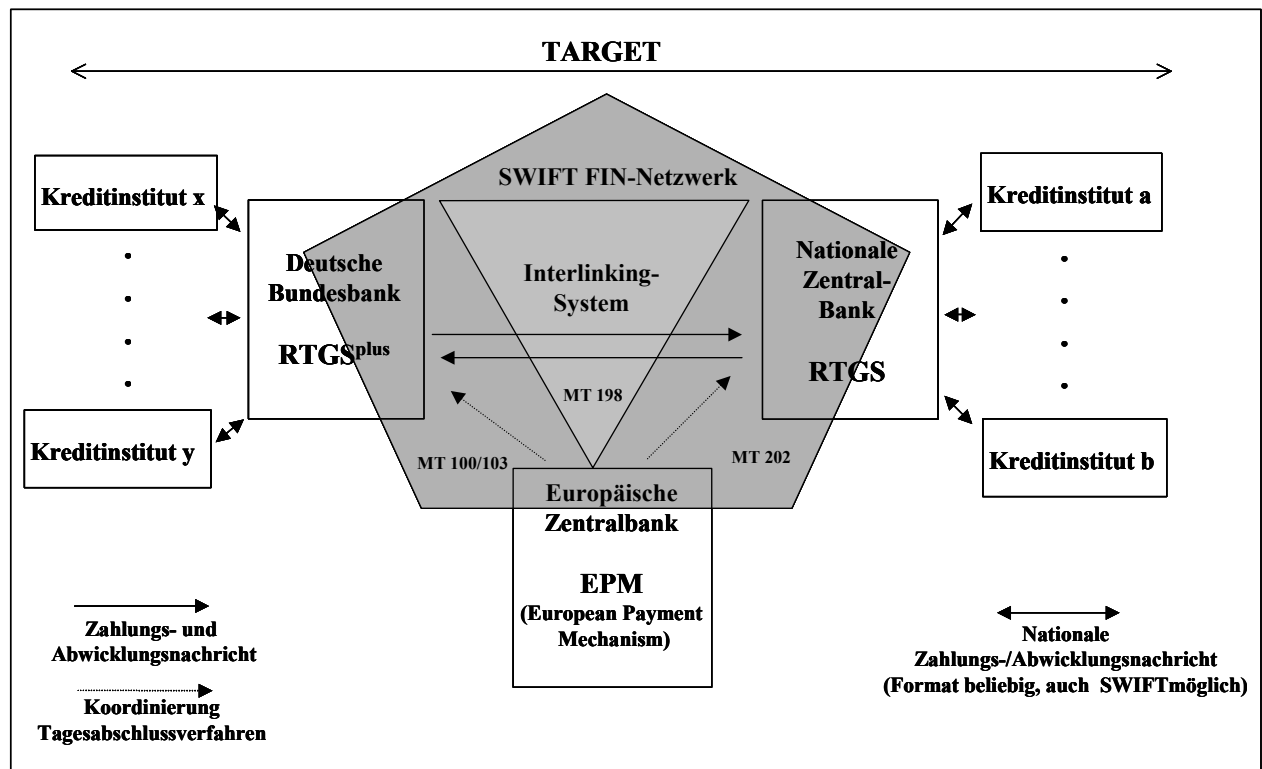 TARGET
SWIFT FIN-Netzwerk
Kreditinstitut x
Kreditinstitut a
Deutsche
Bundesbank
RTGSplus
Interlinking-
System
Nationale
Zentral-
Bank
RTGS
MT 198
Kreditinstitut y
Kreditinstitut b
MT 100/103
MT 202
Europäische
Zentralbank
EPM
(European Payment
Mechanism)
Zahlungs- und
Abwicklungsnachricht
Koordinierung
Tagesabschlussverfahren
Nationale
Zahlungs-/Abwicklungsnachricht
(Format beliebig, auch SWIFTmöglich)